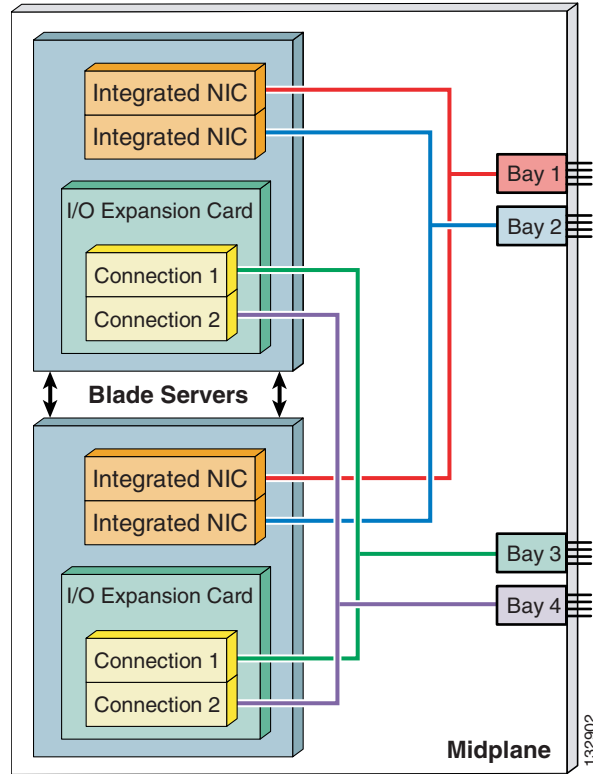 Integrated NIC
Integrated NIC
I/O Expansion Card
Connection 1
Connection 2
Bay 1
Bay 2
Blade Servers
Integrated NIC
Integrated NIC
I/O Expansion Card
Connection 1
Connection 2
Bay 3
Bay 4
Midplane
132902